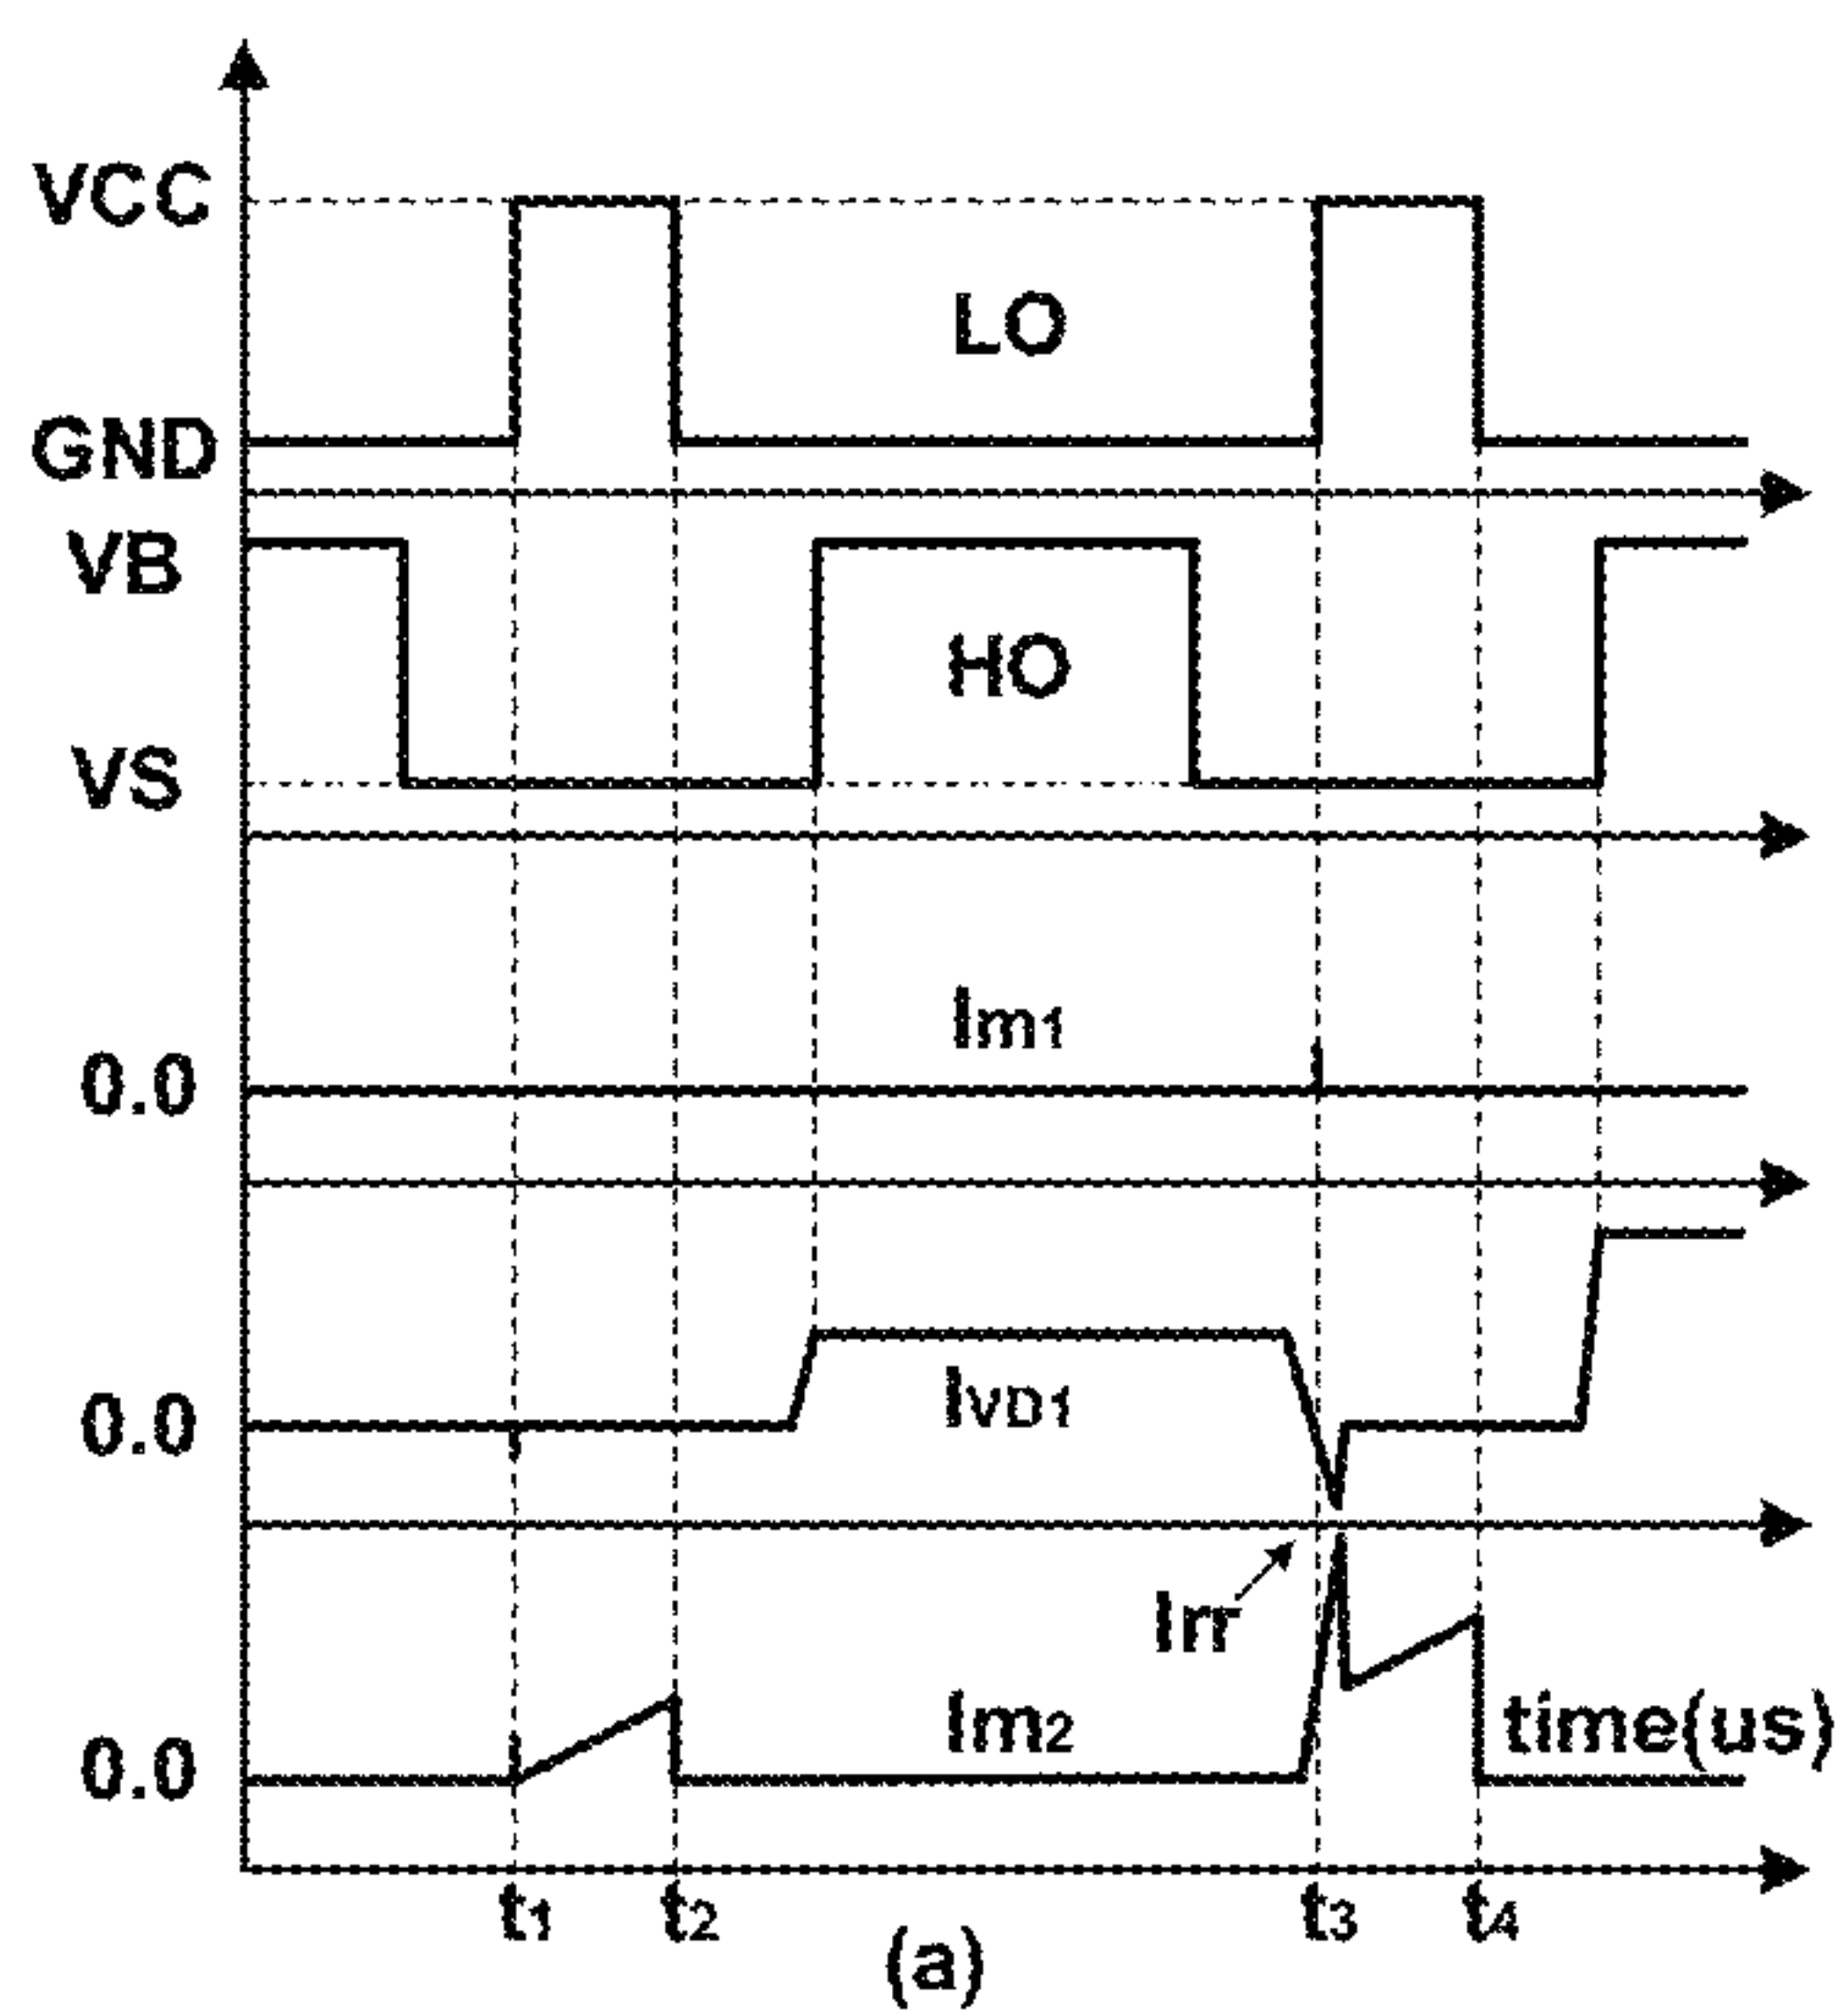 VCC
LO
GND
VB
HO
VS
Im1
0.0
IVD1
0.0
Irr
Im2
time(us)
0.0
t1 t2 t3 t4
(a)